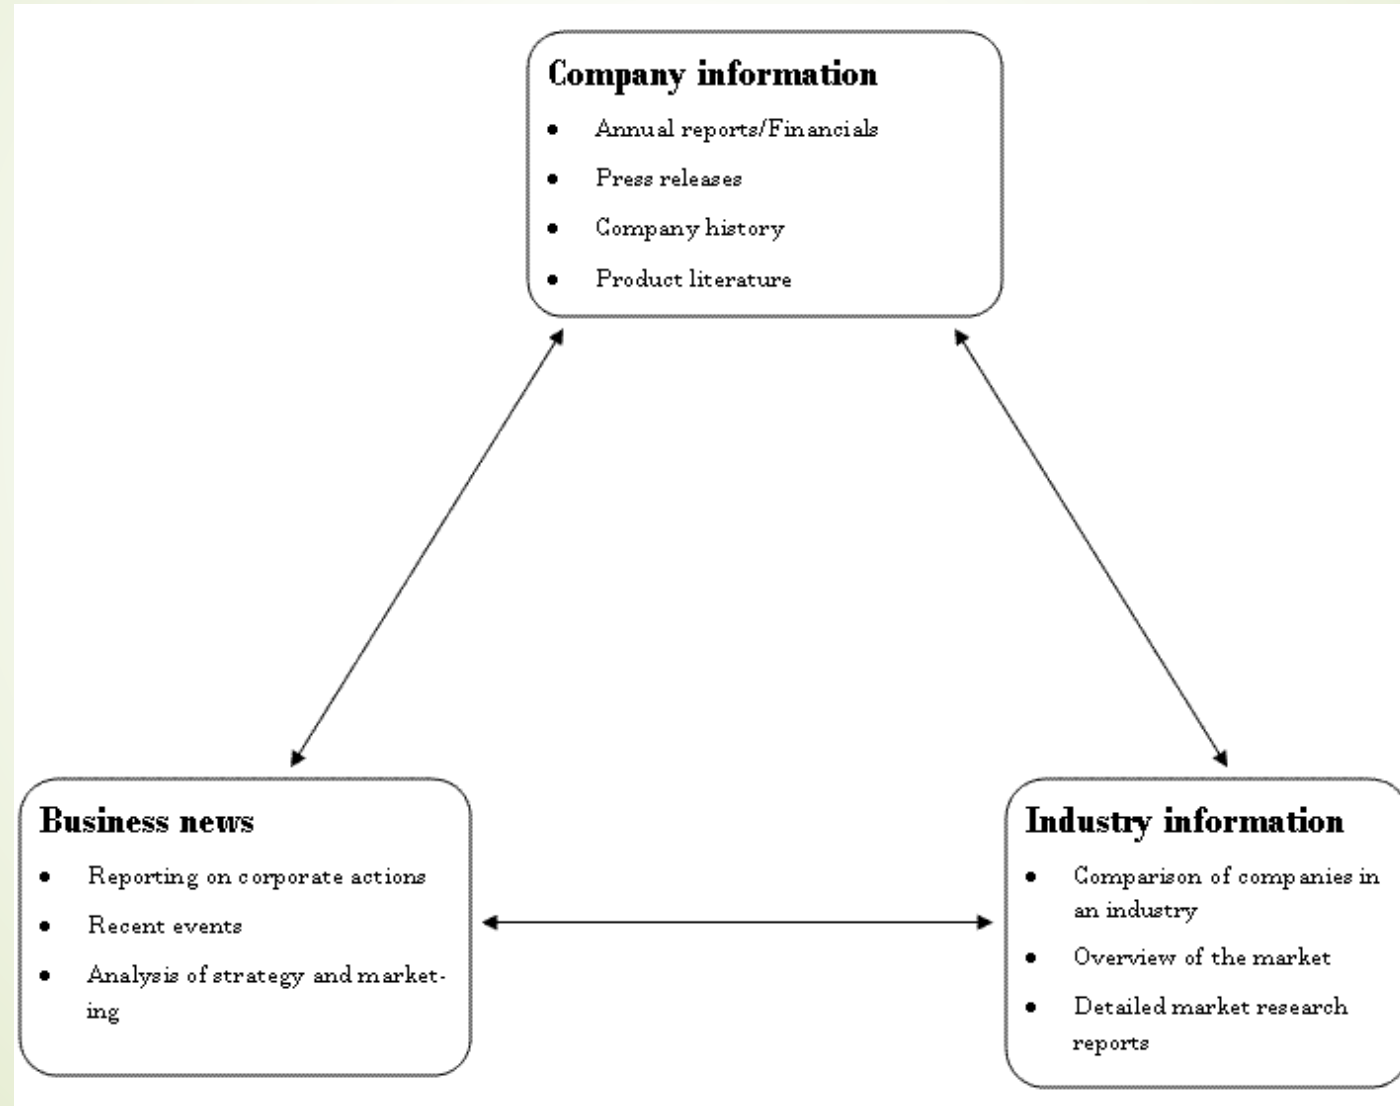 Company information
• Annual reports/Financials
• Press releases
• Company history
• Product literature
Business news
• Reporting on corporate actions
• Recent events
• Analysis of strategy and market-
ing
Industry information
• Comparison of companies in
an industry
• Overview of the market
• Detailed market research
reports